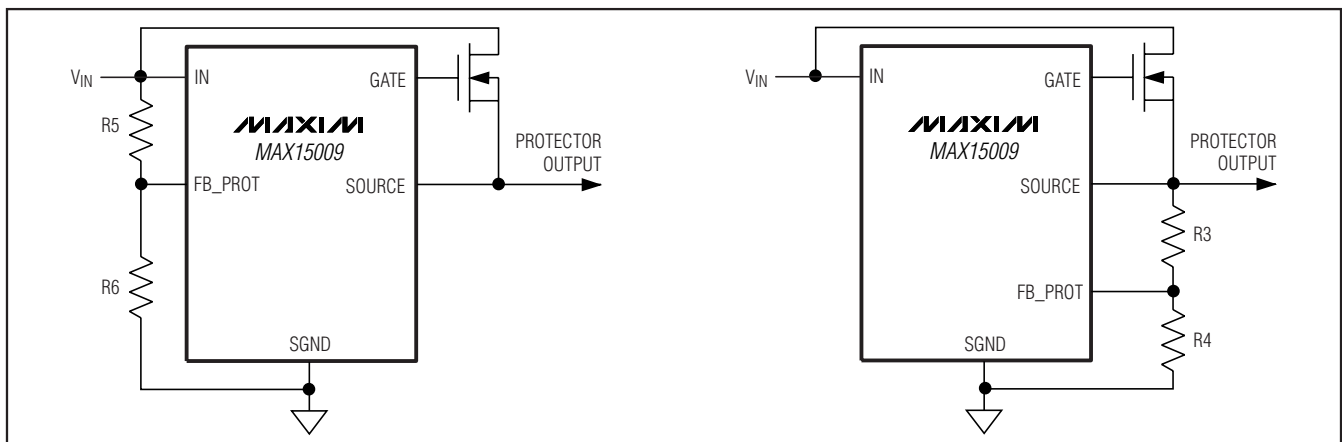 VIN
IN
GATE
R5
MAXIM
MAX15009
PROTECTOR
OUTPUT
FB_PROT
SOURCE
R6
SGND
VIN
IN
GATE
MAXIM
MAX15009
PROTECTOR
OUTPUT
SOURCE
R3
FB_PROT
R4
SGND